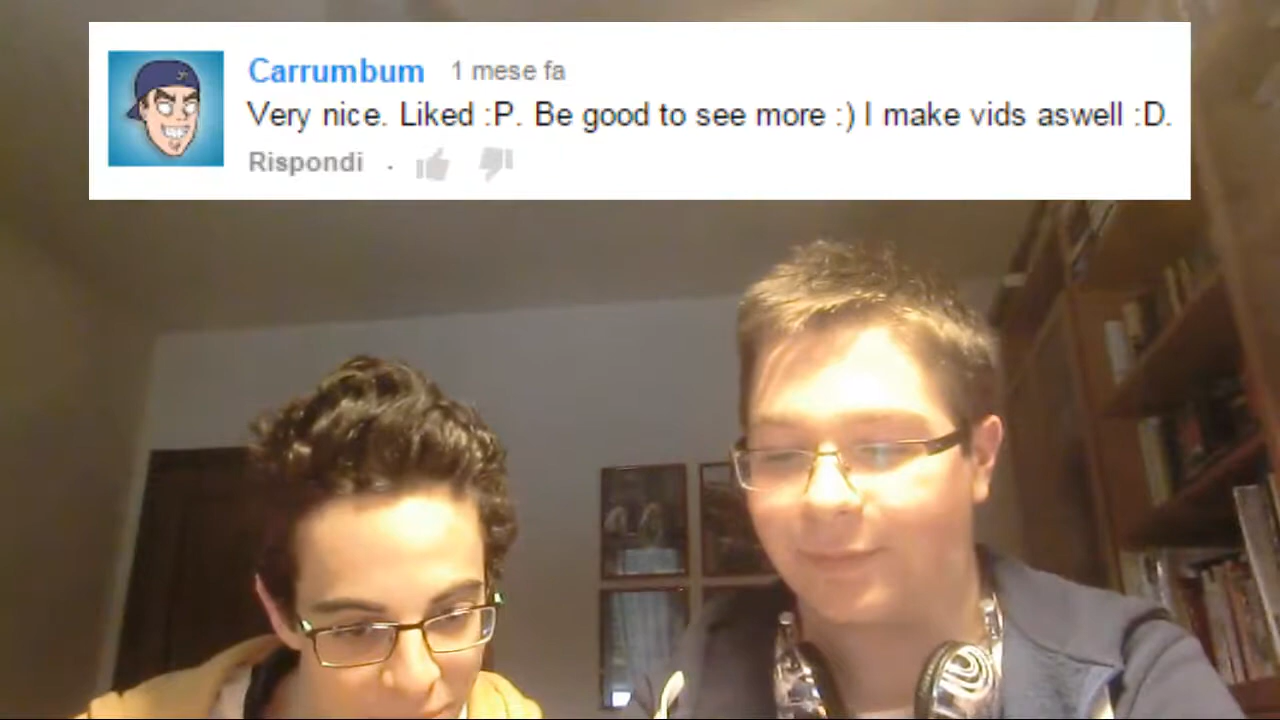 Carrumbum 1 mese fa
Very nice. Liked :P. Be good to see more :) I make vids aswell :D.
Rispondi .